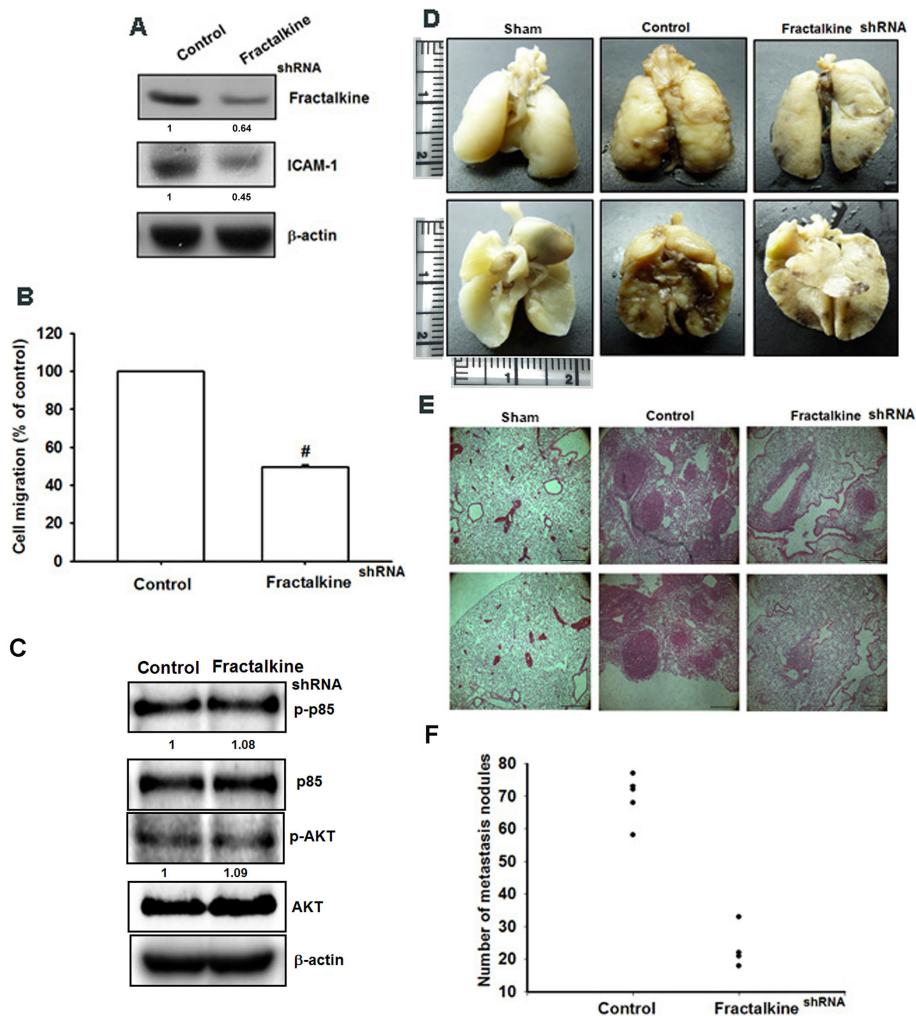 A
Control
Fractalkine
shRNA
Fractalkine
1 0.64
ICAM-1
1 0.45
β-actin
B
Cell migration (% of control)
120
100
80
60
40
20
0
#
Control
Fractalkine shRNA
C
Control Fractalkine
shRNA
p-p85
1 1.08
p85
p-AKT
1 1.09
AKT
β-actin
D
Sham Control Fractalkine shRNA
1
2
1
2
1 2
E
Sham Control Fractalkine shRNA
F
Number of metastasis nodules
80
70
60
50
40
30
20
10
Control Fractalkine shRNA